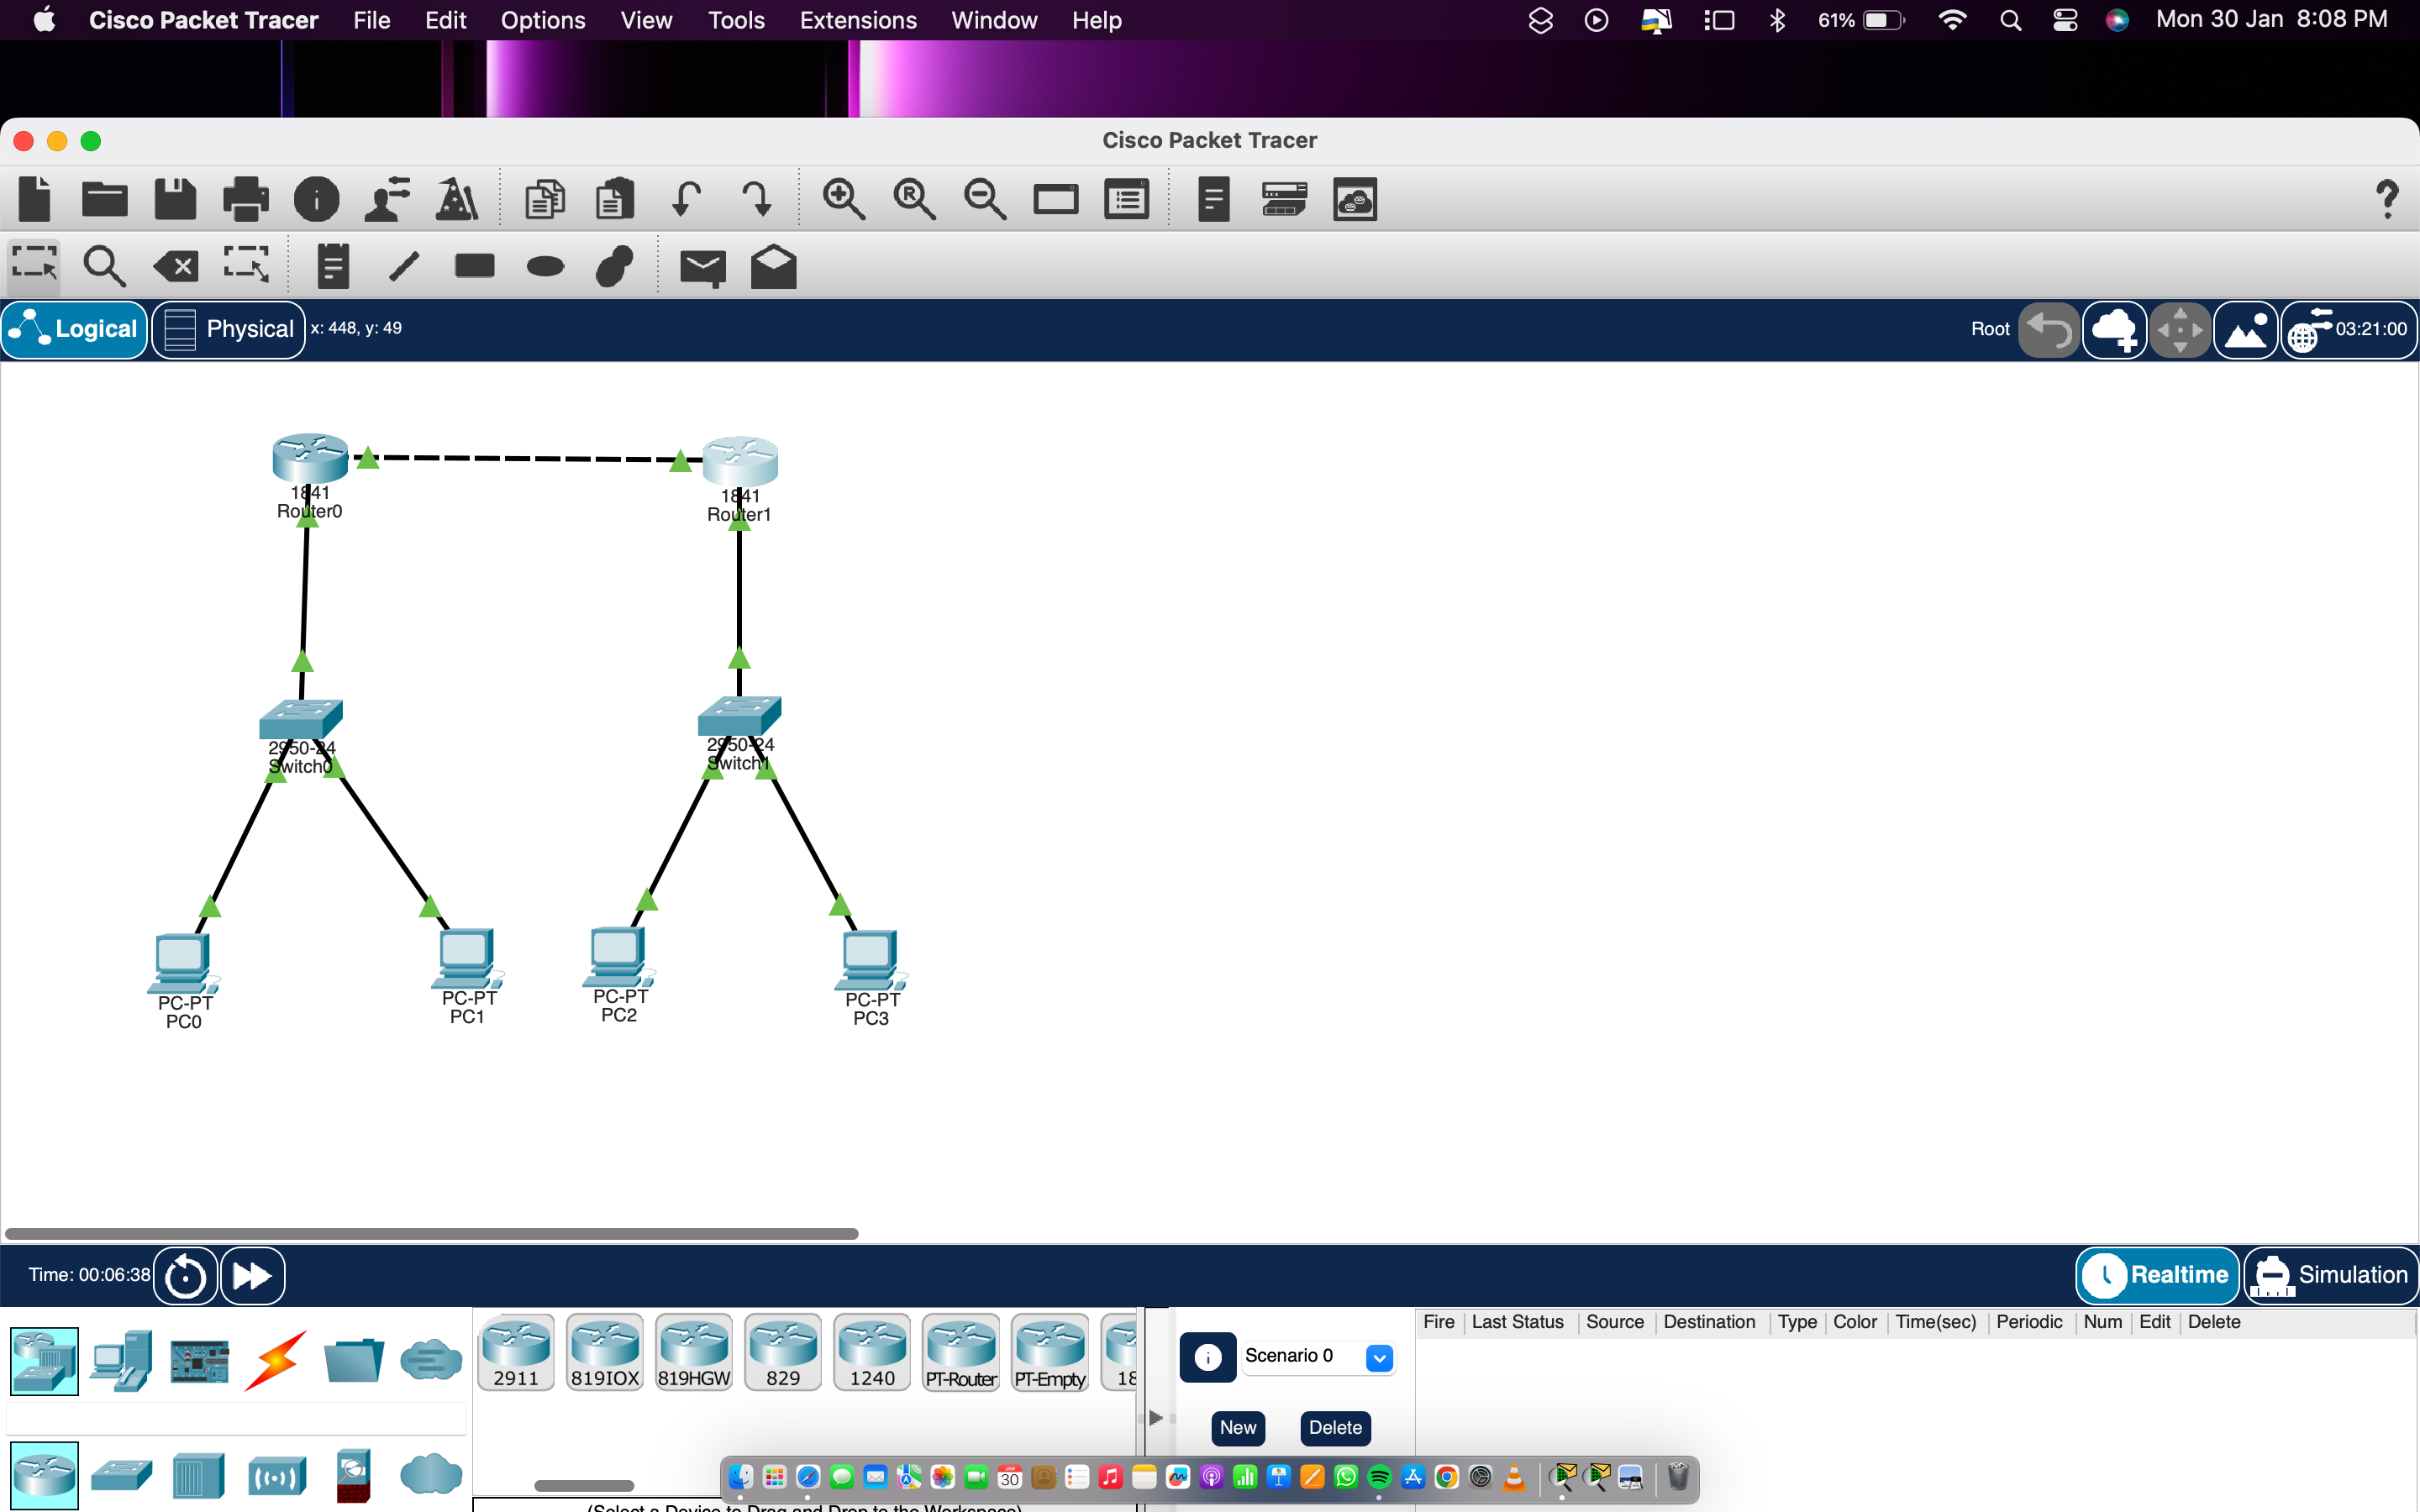 Cisco Packet Tracer File Edit Options View Tools Extensions Window Help 61% Mon 30 Jan 8:08 PM
Cisco Packet Tracer
Logical Physical x: 448, y: 49 Root 03:21:00
1841
Router0
1841
Router1
2950-24
Switch0
2950-24
Switch1
PC-PT
PC0
PC-PT
PC1
PC-PT
PC2
PC-PT
PC3
Time: 00:06:38 Realtime Simulation
Fire Last Status Source Destination Type Color Time(sec) Periodic Num Edit Delete
Scenario 0
2911 819IOX 819HGW 829 1240 PT-Router PT-Empty 18
New Delete
JAN
30
(Select a Device to Drag and Drop to the Workspace)